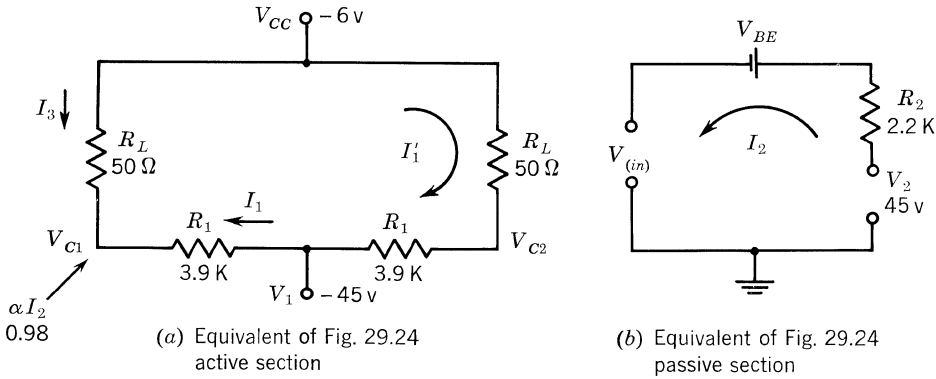 V_CC -6 v
V_BE
I_3
R_L
50 Ω
I'_1
R_L
50 Ω
R_2
2.2 K
I_2
V_(in)
V_2
45 v
I_1
R_1
R_1
V_C1
V_C2
3.9 K
3.9 K
V_1 -45 v
αI_2
0.98
(a) Equivalent of Fig. 29.24
active section
(b) Equivalent of Fig. 29.24
passive section